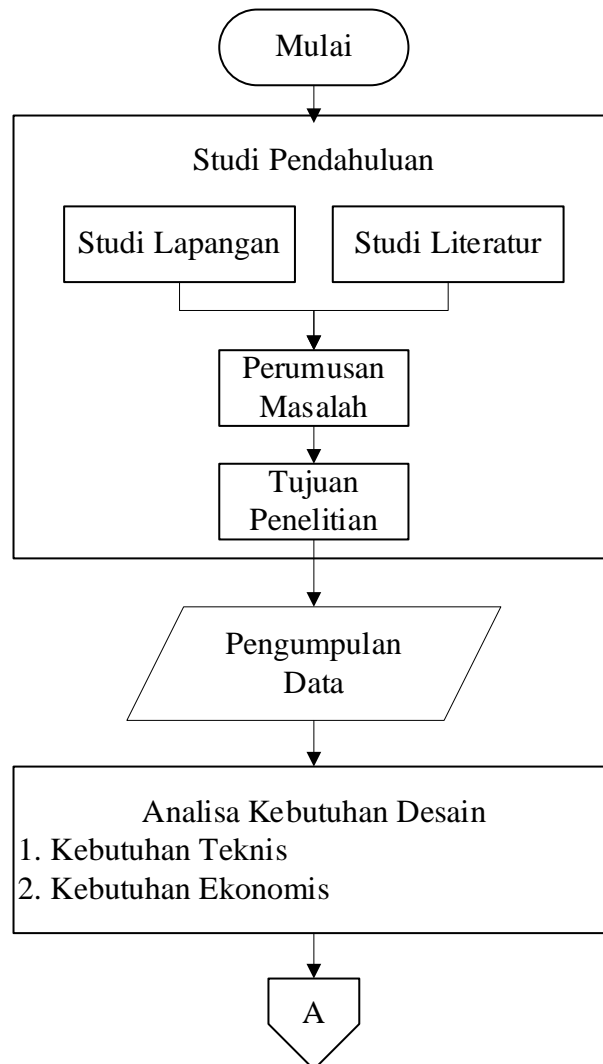 Mulai
Studi Pendahuluan
Studi Lapangan
Studi Literatur
Perumusan
Masalah
Tujuan
Penelitian
Pengumpulan
Data
Analisa Kebutuhan Desain
1. Kebutuhan Teknis
2. Kebutuhan Ekonomis
A